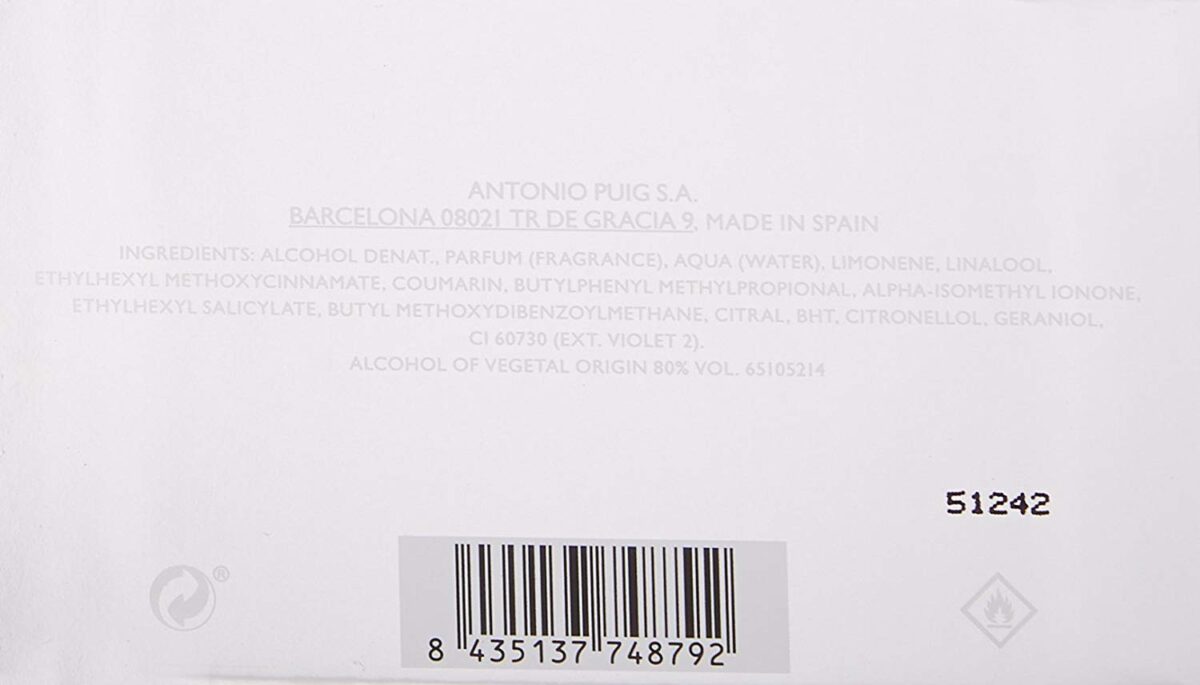 ANTONIO PUIG S.A.
BARCELONA 08021 TR DE GRACIA 9, MADE IN SPAIN
INGREDIENTS: ALCOHOL DENAT., PARFUM (FRAGRANCE), AQUA (WATER), LIMONENE, LINALOOL,
ETHYLHEXYL METHOXYCINNAMATE, COUMARIN, BUTYLPHENYL METHYLPROPIONAL, ALPHA-ISOMETHYL IONONE,
ETHYLHEXYL SALICYLATE, BUTYL METHOXYDIBENZOYLMETHANE, CITRAL, BHT, CITRONELLOL, GERANIOL,
CI 60730 (EXT. VIOLET 2).
ALCOHOL OF VEGETAL ORIGIN 80% VOL. 65105214
51242
®
8 435137 748792